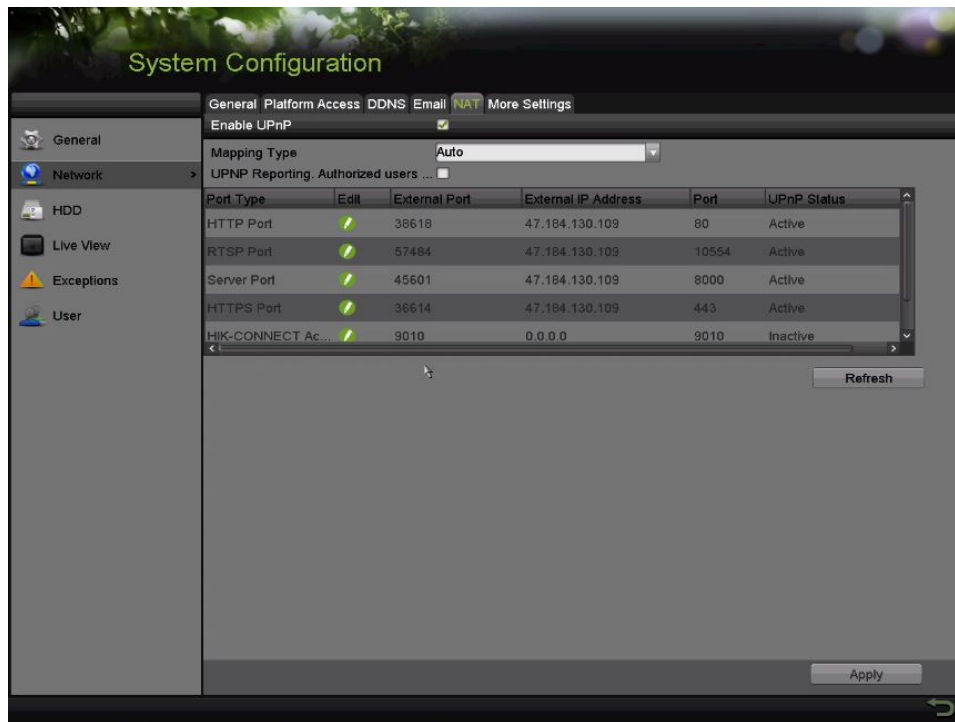 System Configuration
General Platform Access DDNS Email NAT More Settings
Enable UPnP
General
Mapping Type Auto
Network
UPNP Reporting. Authorized users ...
Port Type Edit External Port External IP Address Port UPnP Status
HDD
HTTP Port 38618 47.184.130.109 80 Active
Live View
RTSP Port 57484 47.184.130.109 10554 Active
Exceptions
Server Port 45601 47.184.130.109 8000 Active
User
HTTPS Port 36614 47.184.130.109 443 Active
HIK-CONNECT Ac... 9010 0.0.0.0 9010 Inactive
Refresh
Apply